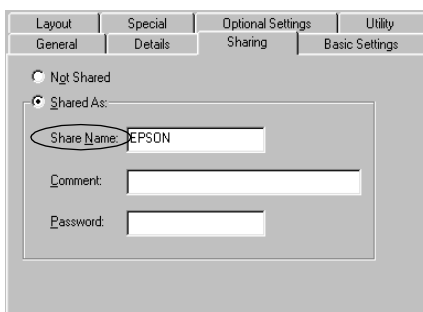 Layout Special Optional Settings Utility
General Details Sharing Basic Settings
Not Shared
Shared As:
Share Name: EPSON
Comment:
Password: